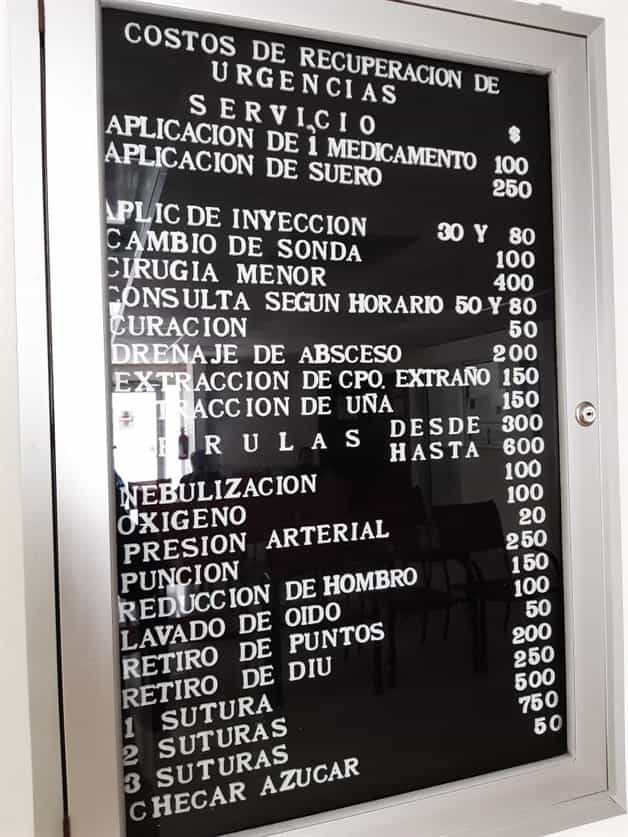 COSTOS DE RECUPERACION DE
URGENCIAS
SERVICIO $
APLICACION DE 1 MEDICAMENTO 100
APLICACION DE SUERO 250
APLIC DE INYECCION 30 Y 80
CAMBIO DE SONDA 100
CIRUGIA MENOR 400
CONSULTA SEGUN HORARIO 50 Y 80
CURACION 50
DRENAJE DE ABSCESO 200
EXTRACCION DE CPO. EXTRAÑO 150
TRACCION DE UÑA 150
RULAS DESDE 300
HASTA 600
NEBULIZACION 100
OXIGENO 100
PRESION ARTERIAL 20
PUNCION 250
REDUCCION DE HOMBRO 150
LAVADO DE OIDO 100
RETIRO DE PUNTOS 50
RETIRO DE DIU 200
1 SUTURA 250
2 SUTURAS 500
3 SUTURAS 750
CHECAR AZUCAR 50